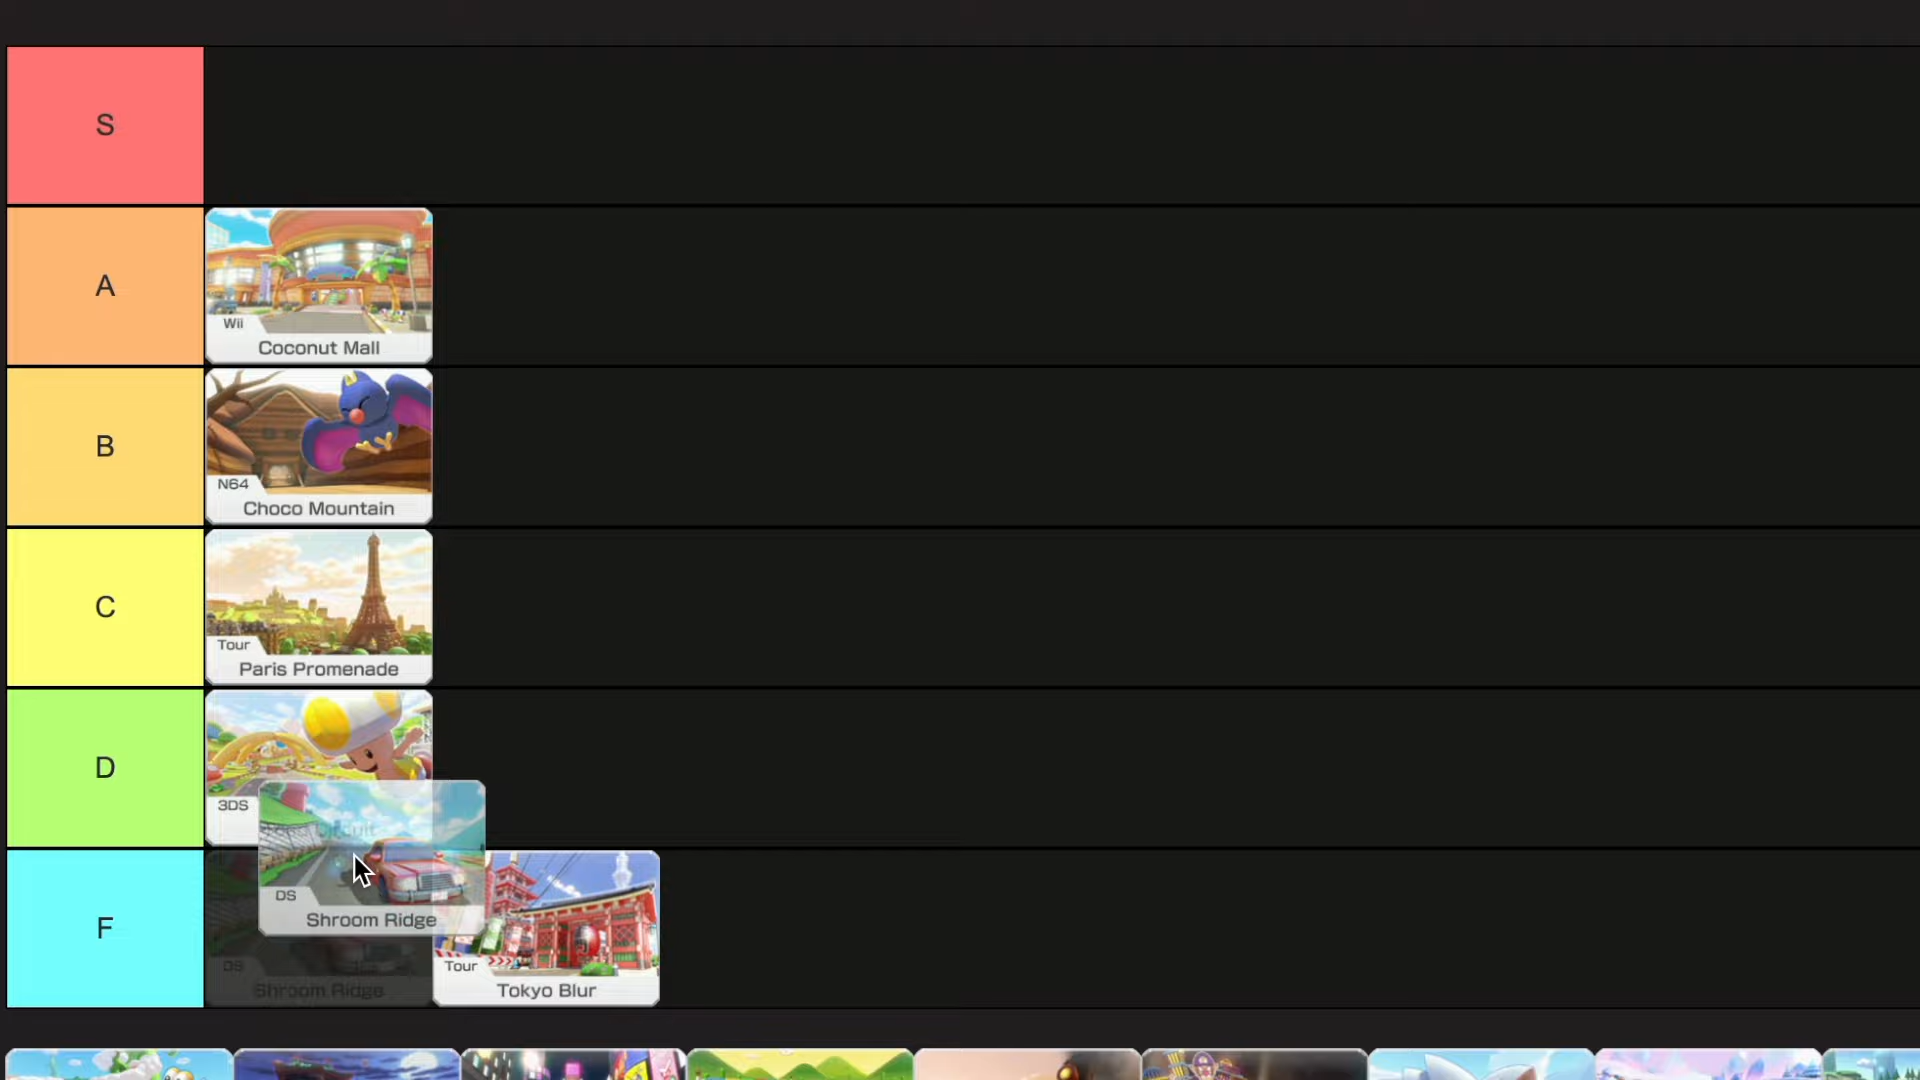 S
A
Wii
Coconut Mall
B
N64
Choco Mountain
C
Tour
Paris Promenade
D
3DS
Circuit
DS
Shroom Ridge
F
DS
Shroom Ridge
Tour
Tokyo Blur